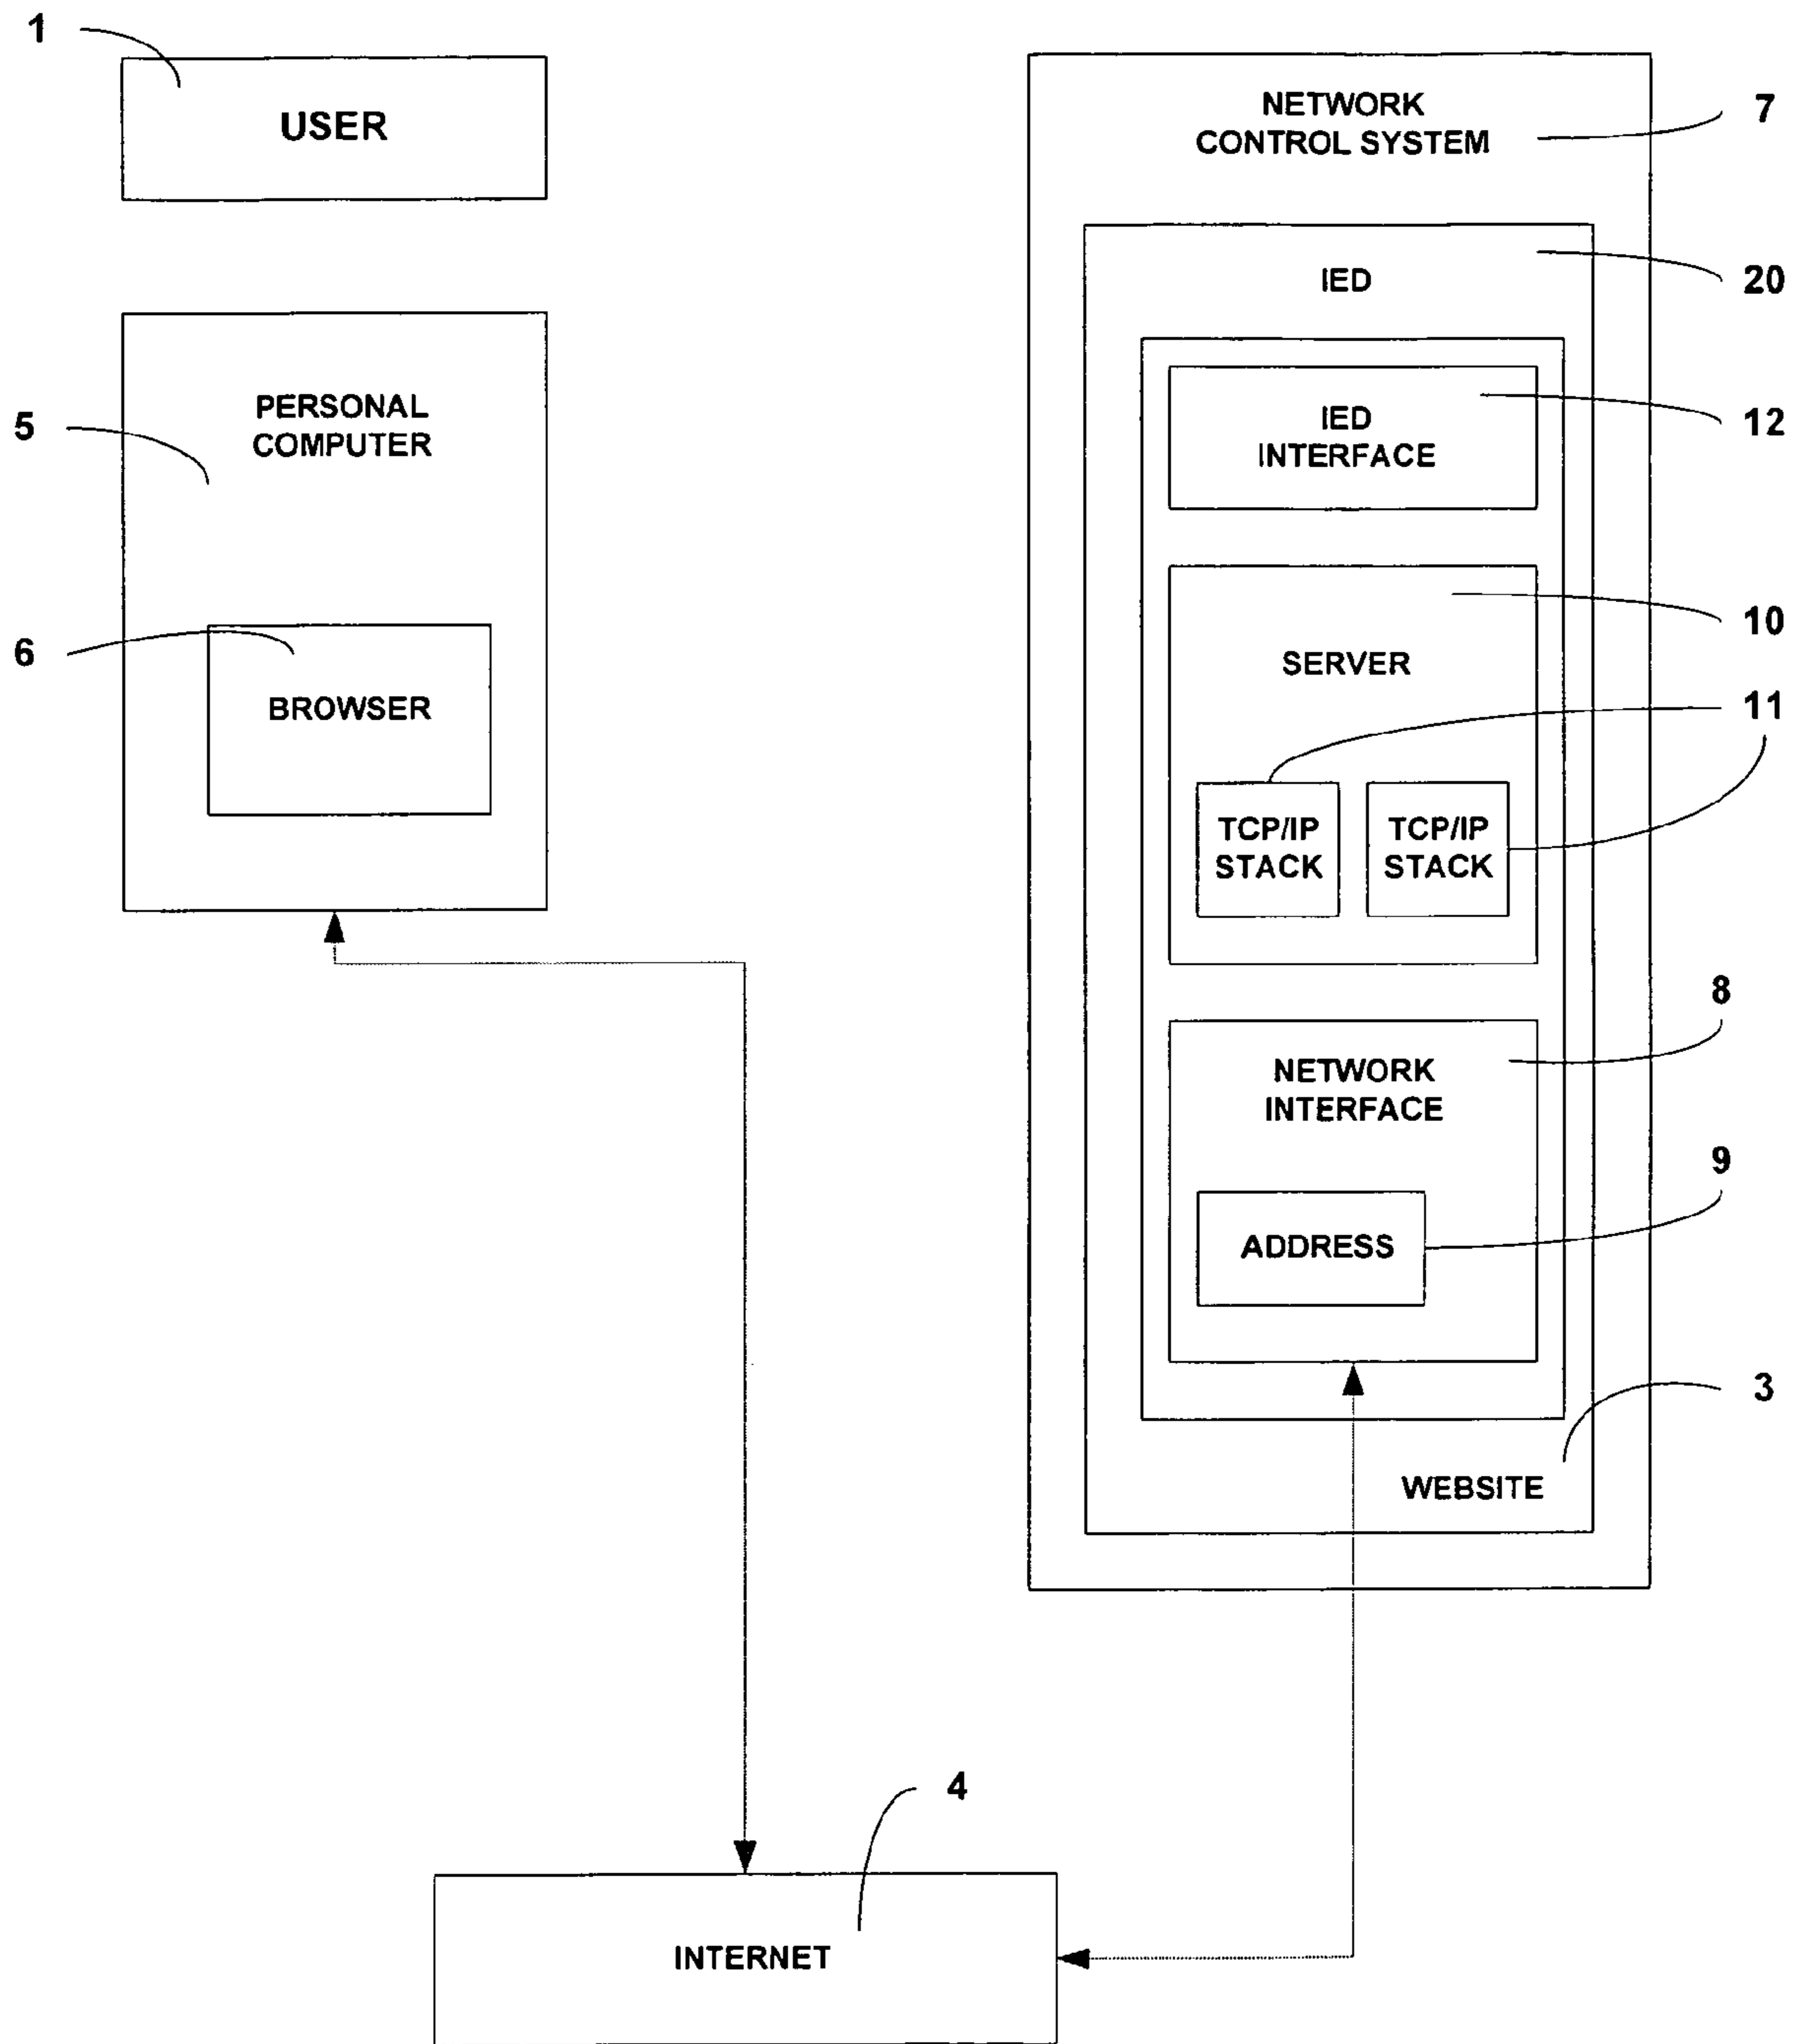 1
USER
5
PERSONAL
COMPUTER
6
BROWSER
NETWORK
CONTROL SYSTEM
7
IED
20
IED
INTERFACE
12
10
SERVER
11
TCP/IP
STACK
TCP/IP
STACK
8
NETWORK
INTERFACE
9
ADDRESS
3
WEBSITE
4
INTERNET